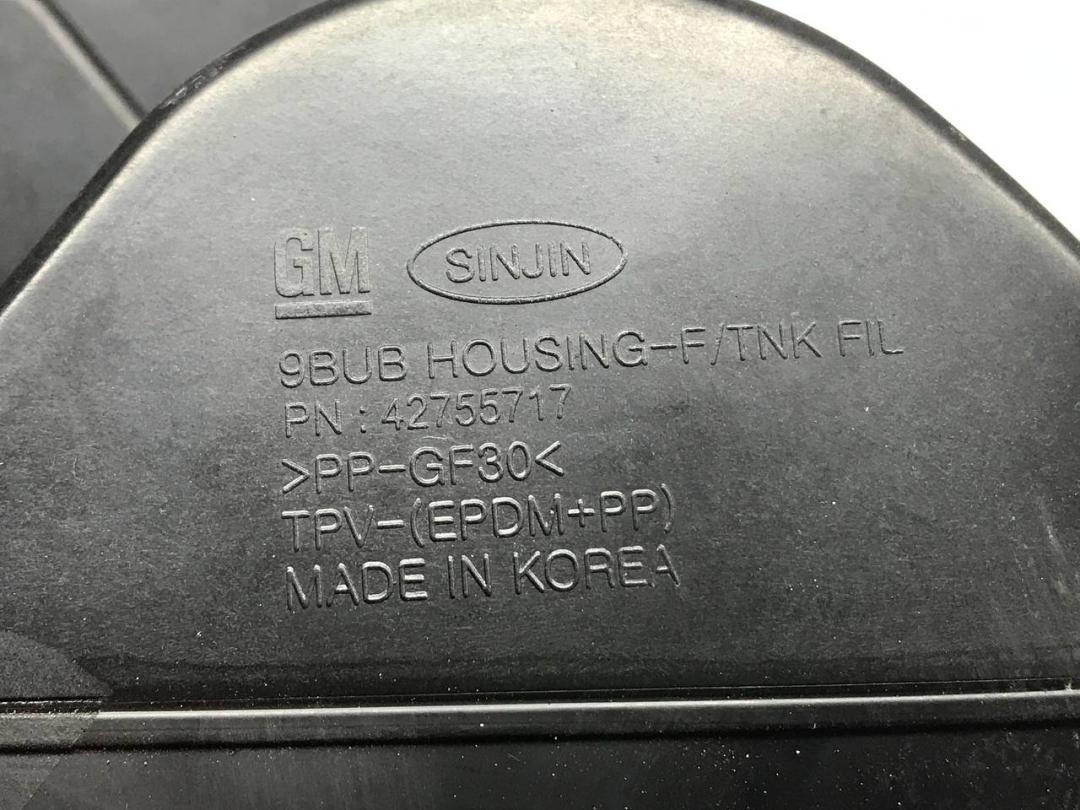 GM SINJIN
9BUB HOUSING-F/TNK FIL
PN : 42755717
>PP-GF30<
TPV-(EPDM+PP)
MADE IN KOREA